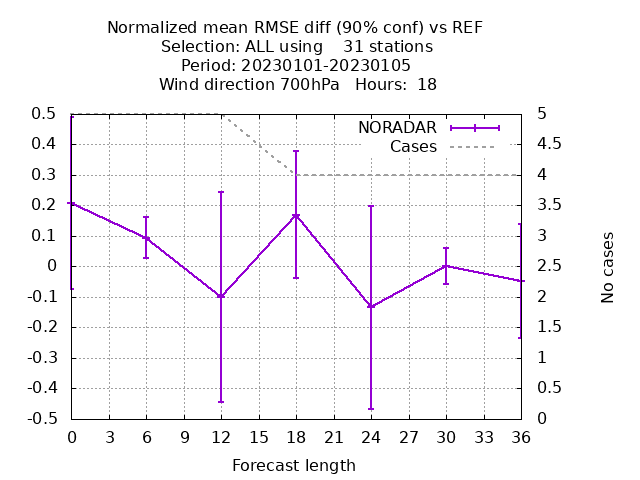 Normalized mean RMSE diff (90% conf) vs REF
Selection: ALL using    31 stations
Period: 20230101-20230105
Wind direction 700hPa   Hours:  18
0.5
0.4
0.3
0.2
0.1
0
-0.1
-0.2
-0.3
-0.4
-0.5
NORADAR
Cases
5
4.5
4
3.5
3
2.5
2
1.5
1
0.5
0
No cases
0 3 6 9 12 15 18 21 24 27 30 33 36
Forecast length